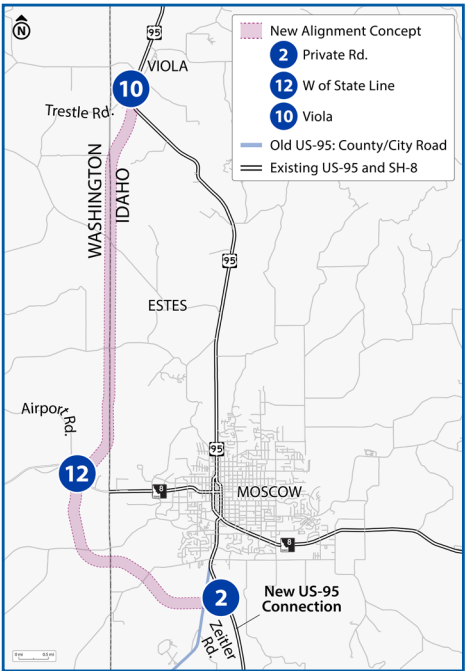 N
95
VIOLA
10
Trestle Rd.
WASHINGTON
IDAHO
95
ESTES
Airport Rd.
12
95
8
MOSCOW
8
2
New US-95
Connection
Zeitler
Rd.
0 mi
0.5 mi
New Alignment Concept
2 Private Rd.
12 W of State Line
10 Viola
Old US-95: County/City Road
Existing US-95 and SH-8